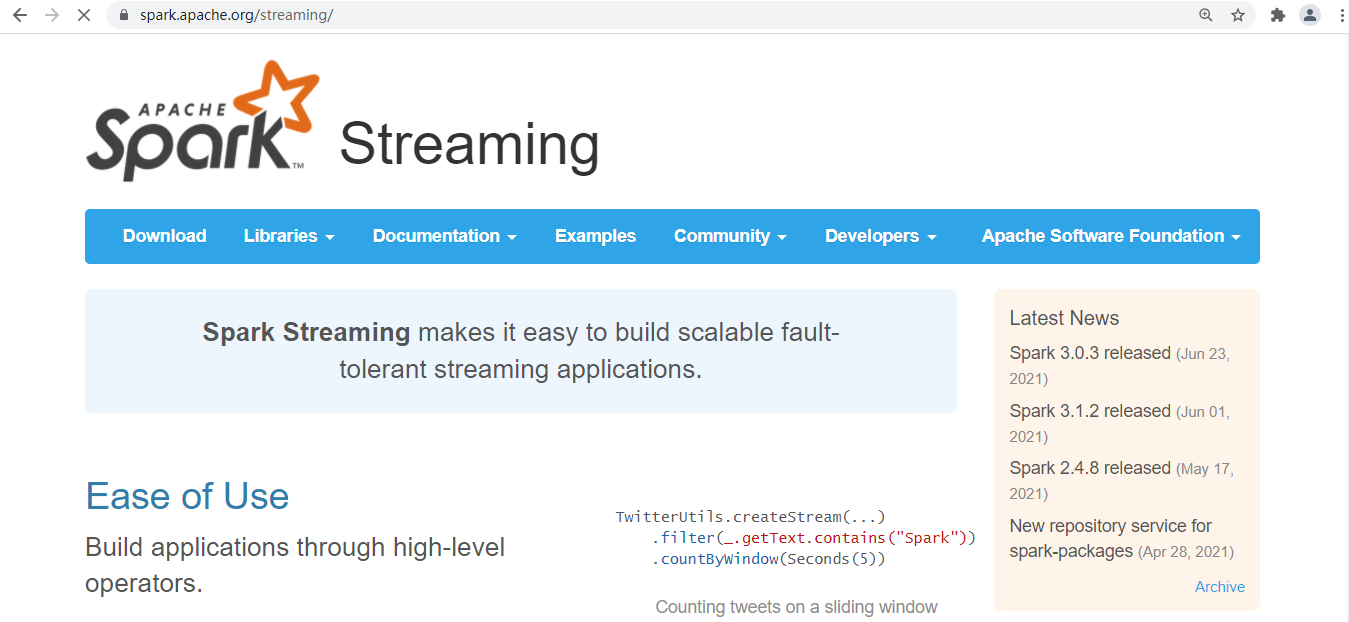 spark.apache.org/streaming/
APACHE
Spark™
Streaming
Download Libraries Documentation Examples Community Developers Apache Software Foundation
Spark Streaming makes it easy to build scalable fault-
tolerant streaming applications.
Ease of Use
Build applications through high-level
operators.
TwitterUtils.createStream(...)
.filter(_.getText.contains("Spark"))
.countByWindow(Seconds(5))
Counting tweets on a sliding window
Latest News
Spark 3.0.3 released (Jun 23,
2021)
Spark 3.1.2 released (Jun 01,
2021)
Spark 2.4.8 released (May 17,
2021)
New repository service for
spark-packages (Apr 28, 2021)
Archive